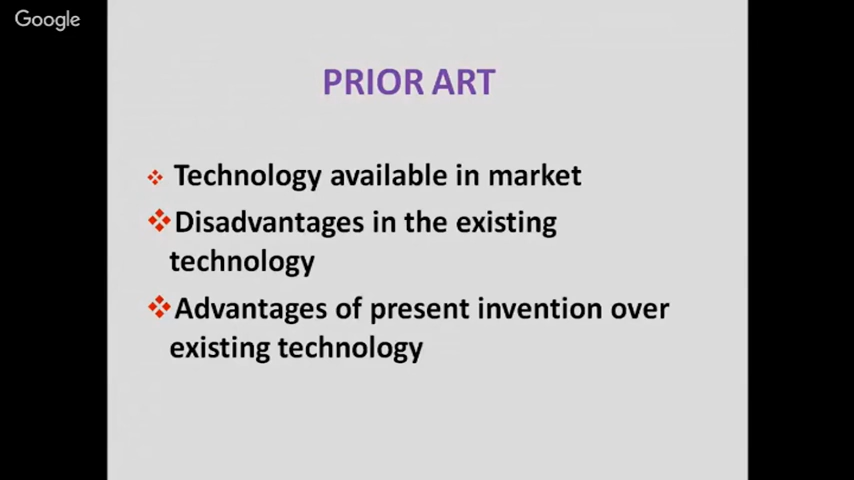 Google
PRIOR ART
Technology available in market
Disadvantages in the existing
technology
Advantages of present invention over
existing technology